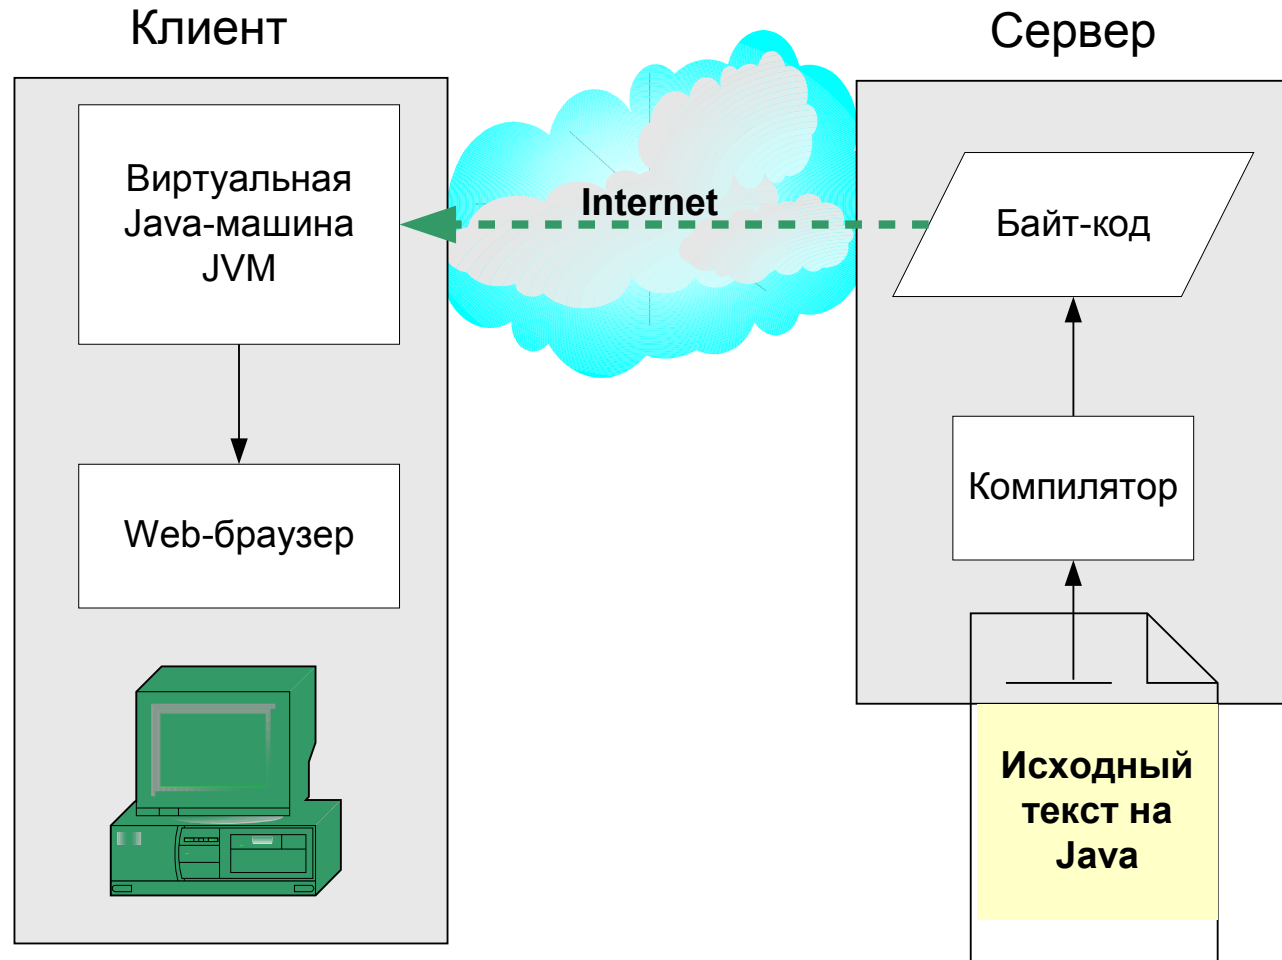 Клиент
Сервер
Виртуальная
Java-машина
JVM
Internet
Байт-код
Компилятор
Web-браузер
Исходный
текст на
Java